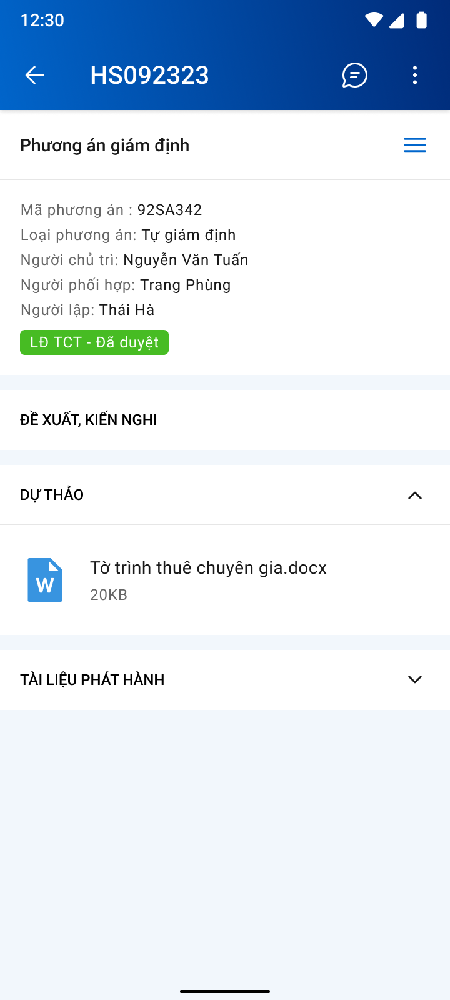 12:30
HS092323
Phương án giám định
Mã phương án : 92SA342
Loại phương án: Tự giám định
Người chủ trì: Nguyễn Văn Tuấn
Người phối hợp: Trang Phùng
Người lập: Thái Hà
LĐ TCT - Đã duyệt
ĐỀ XUẤT, KIẾN NGHI
DỰ THẢO
W
Tờ trình thuê chuyên gia.docx
20KB
TÀI LIỆU PHÁT HÀNH